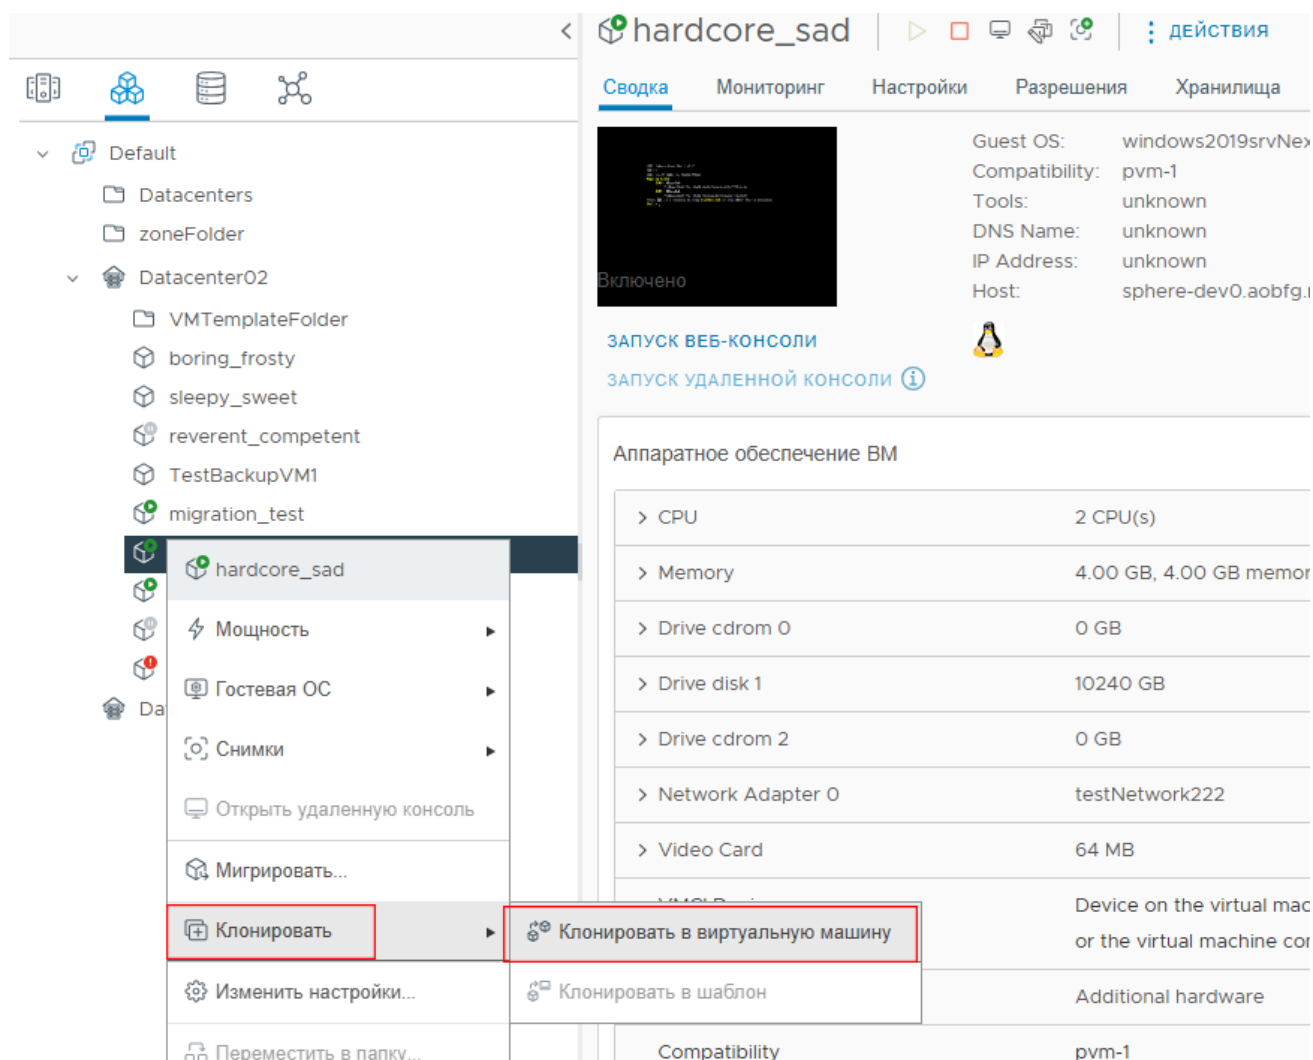 hardcore_sad
ДЕЙСТВИЯ
Сводка Мониторинг Настройки Разрешения Хранилища
Default
Datacenters
zoneFolder
Datacenter02
VMTemplateFolder
boring_frosty
sleepy_sweet
reverent_competent
TestBackupVM1
migration_test
hardcore_sad
Мощность
Гостевая ОС
Снимки
Открыть удаленную консоль
Мигрировать...
Клонировать
Изменить настройки...
Переместить в папку...
Da
Клонировать в виртуальную машину
Клонировать в шаблон
Включено
ЗАПУСК ВЕБ-КОНСОЛИ
ЗАПУСК УДАЛЕННОЙ КОНСОЛИ
Guest OS: windows2019srvNex
Compatibility: pvm-1
Tools: unknown
DNS Name: unknown
IP Address: unknown
Host: sphere-dev0.aobfg.r
Аппаратное обеспечение ВМ
CPU 2 CPU(s)
Memory 4.00 GB, 4.00 GB memor
Drive cdrom 0 0 GB
Drive disk 1 10240 GB
Drive cdrom 2 0 GB
Network Adapter 0 testNetwork222
Video Card 64 MB
Device on the virtual mac
or the virtual machine cor
Additional hardware
Compatibility pvm-1